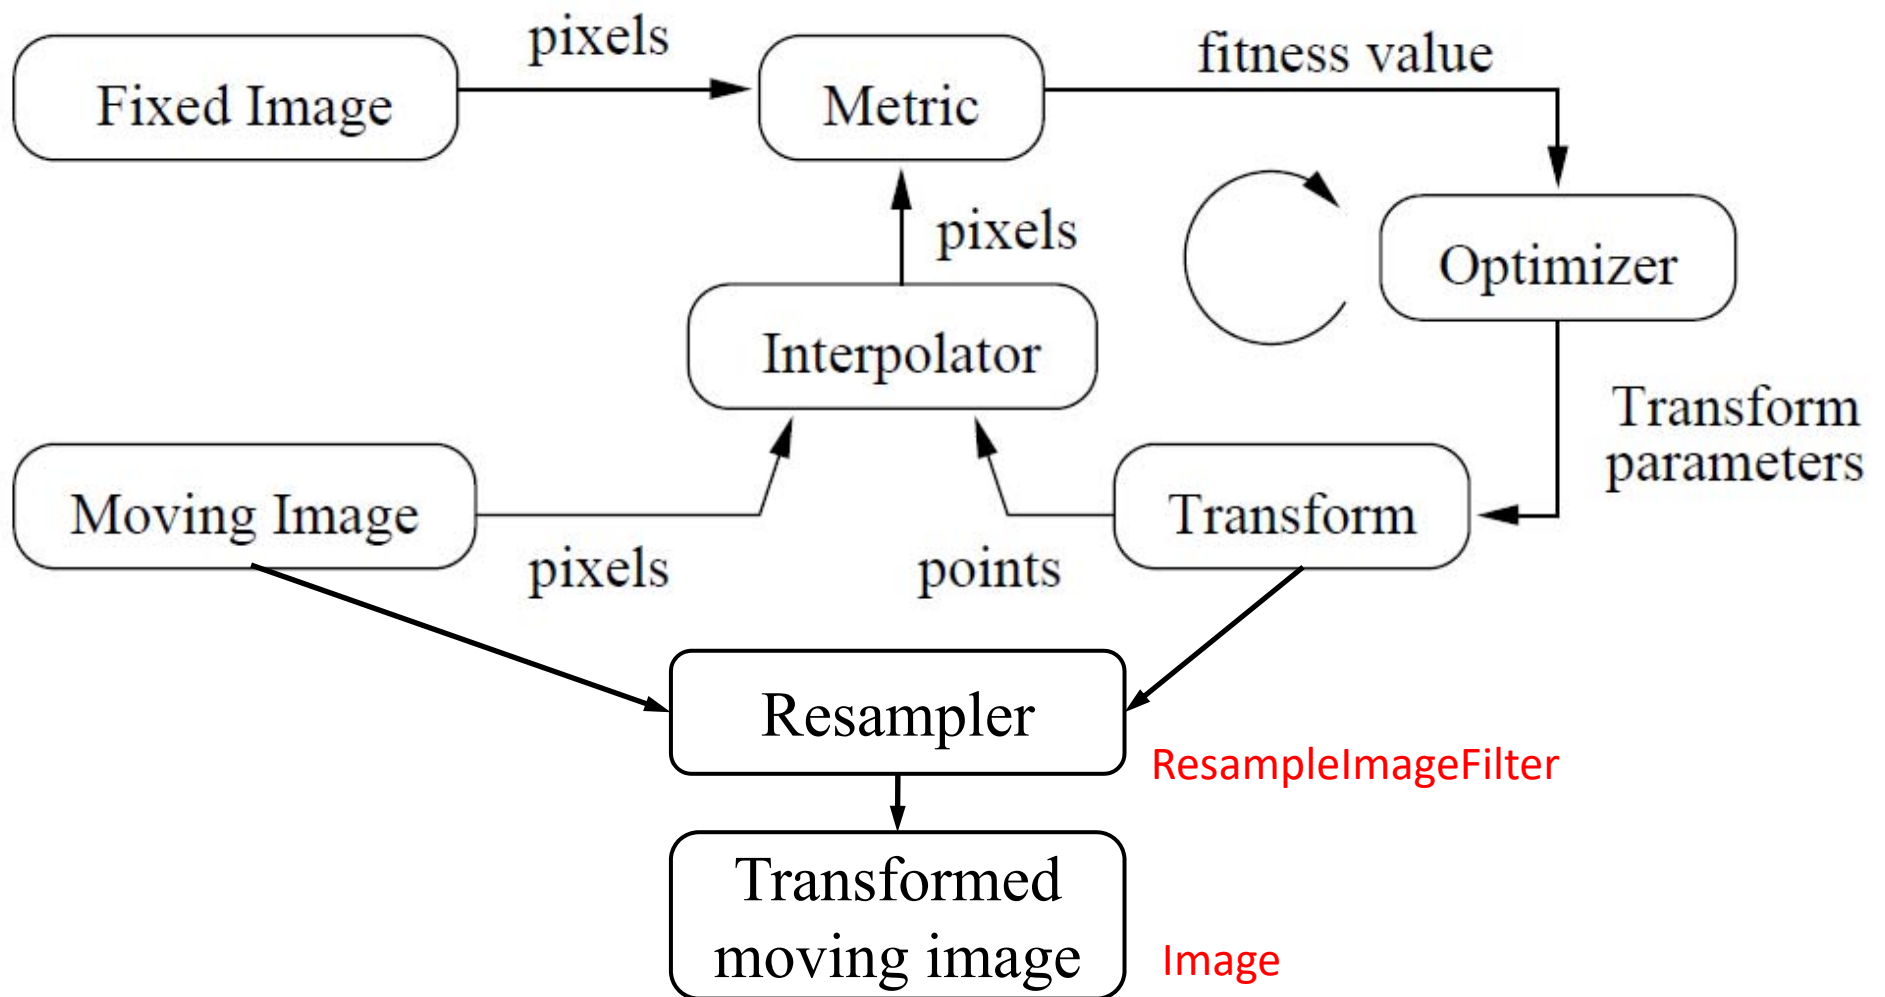 pixels
fitness value
Fixed Image
Metric
pixels
Optimizer
Interpolator
Transform
parameters
Moving Image
Transform
pixels
points
Resampler
ResampleImageFilter
Transformed
moving image
Image